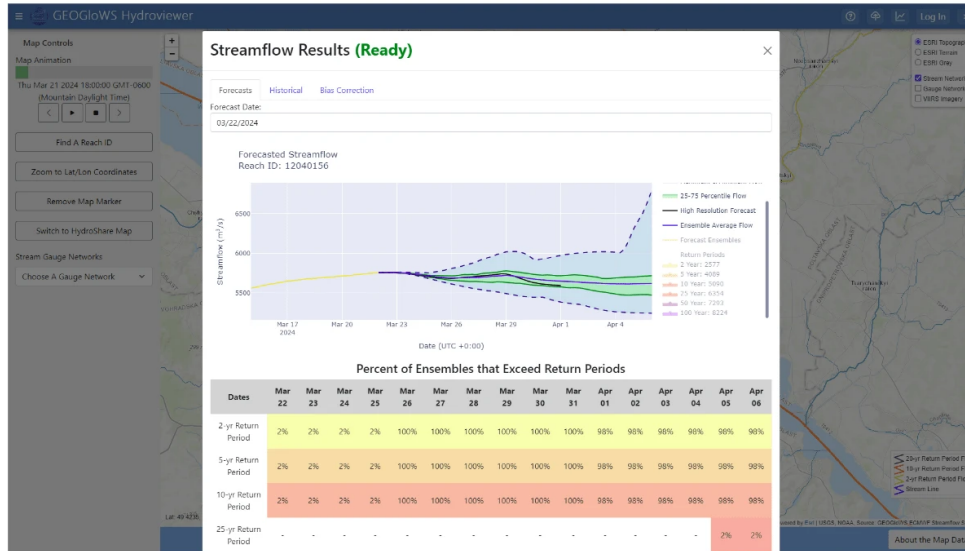 GEOGloWS Hydroviewer
Log In
Map Controls
Map Animation
Thu Mar 21 2024 18:00:00 GMT-0600
(Mountain Daylight Time)
Find A Reach ID
Zoom to Lat/Lon Coordinates
Remove Map Marker
Switch to HydroShare Map
Stream Gauge Networks
Choose A Gauge Network
+
−
Streamflow Results (Ready)
×
Forecasts Historical Bias Correction
Forecast Date:
03/22/2024
Forecasted Streamflow
Reach ID: 12040156
Streamflow (m³/s)
6500
6000
5500
Mar 17 Mar 20 Mar 23 Mar 26 Mar 29 Apr 1 Apr 4
2024
Date (UTC +0:00)
25-75 Percentile Flow
High Resolution Forecast
Ensemble Average Flow
Forecast Ensembles
Return Periods
2 Year: 2577
5 Year: 4089
10 Year: 5090
25 Year: 6354
50 Year: 7293
100 Year: 8224
Percent of Ensembles that Exceed Return Periods
Dates Mar 22 Mar 23 Mar 24 Mar 25 Mar 26 Mar 27 Mar 28 Mar 29 Mar 30 Mar 31 Apr 01 Apr 02 Apr 03 Apr 04 Apr 05 Apr 06
2-yr Return Period 2% 2% 2% 2% 100% 100% 100% 100% 100% 100% 98% 98% 98% 98% 98% 98%
5-yr Return Period 2% 2% 2% 2% 100% 100% 100% 100% 100% 100% 98% 98% 98% 98% 98% 98%
10-yr Return Period 2% 2% 2% 2% 100% 100% 100% 100% 100% 100% 98% 98% 98% 98% 98% 98%
25-yr Return Period - - - - - - - - - - - - - - 2% 2%
ESRI Topograp
ESRI Terrain
ESRI Grey
Stream Network
Gauge Network
VIIRS Imagery
10-yr Return Period Fl
2-yr Return Period Flo
Stream Line
About the Map Data